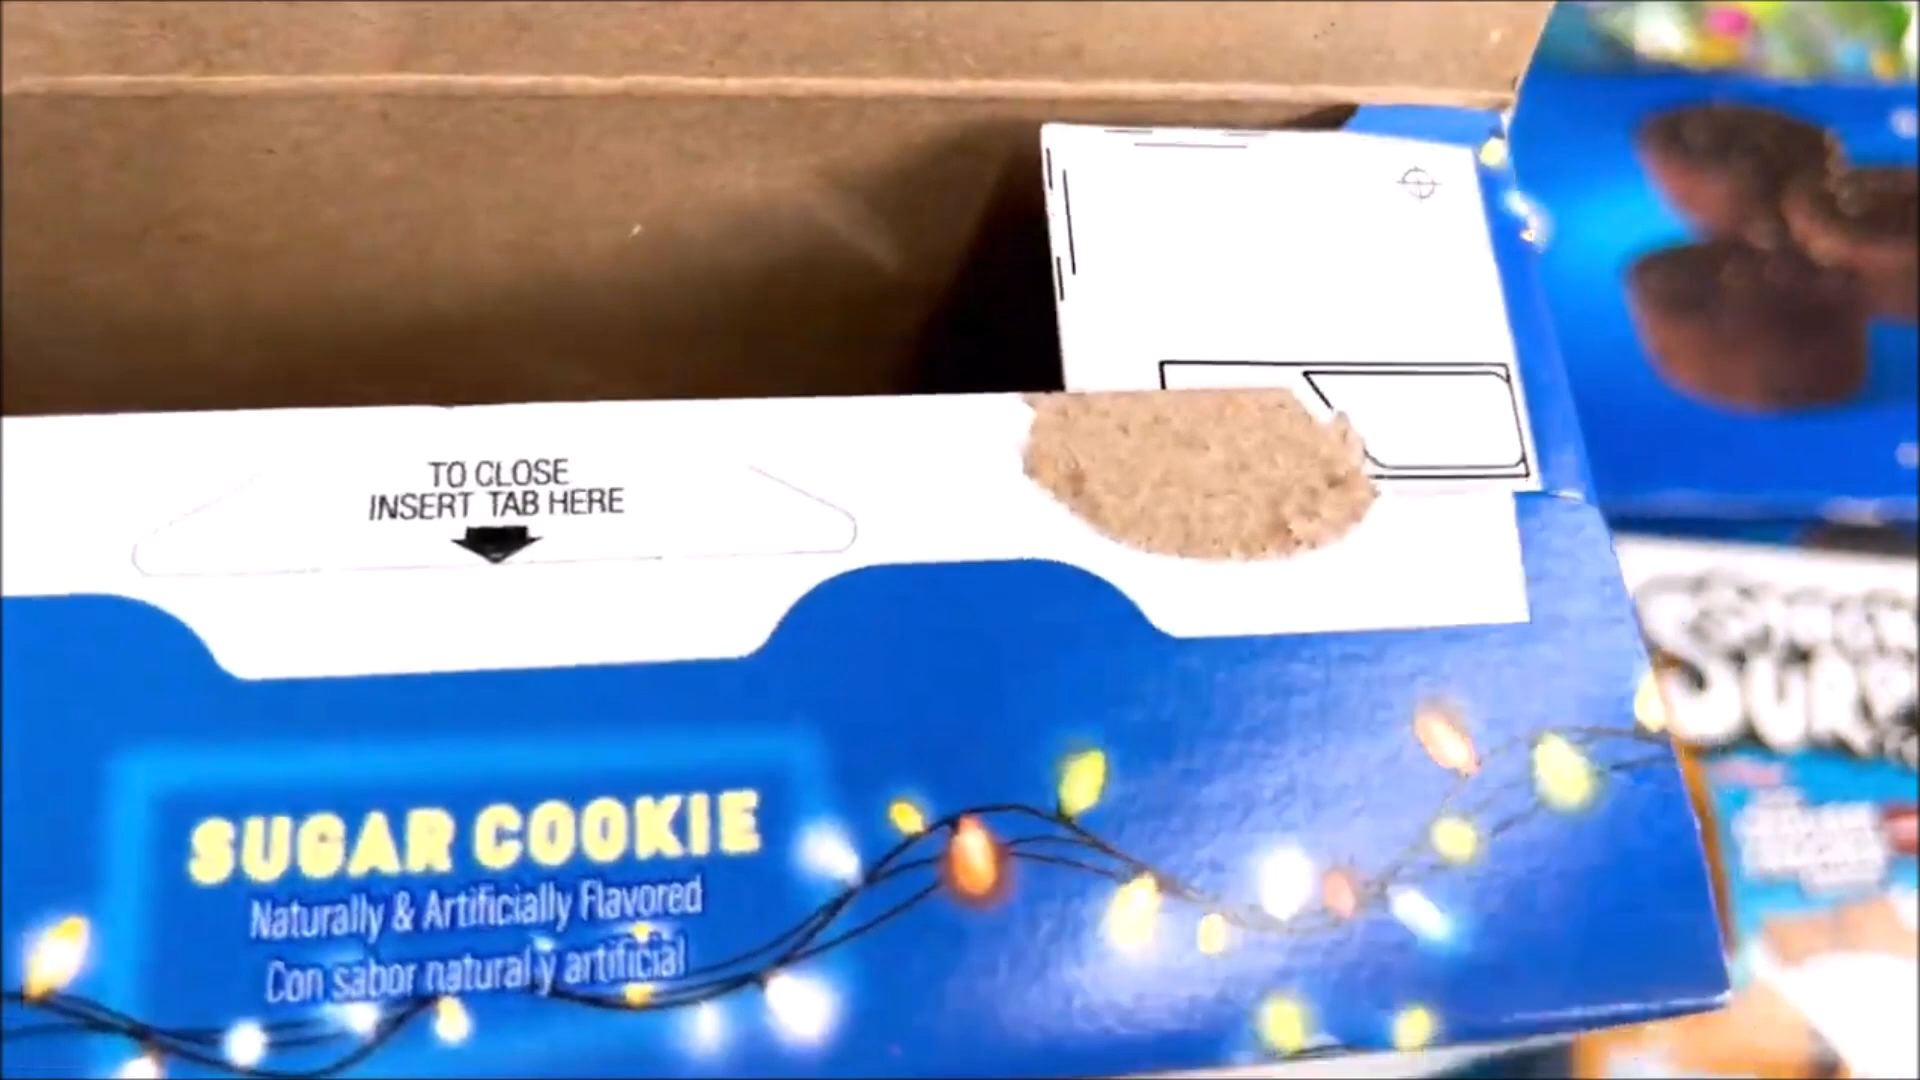 TO CLOSE
INSERT TAB HERE
SUGAR COOKIE
Naturally & Artificially Flavored
Con sabor natural y artificial